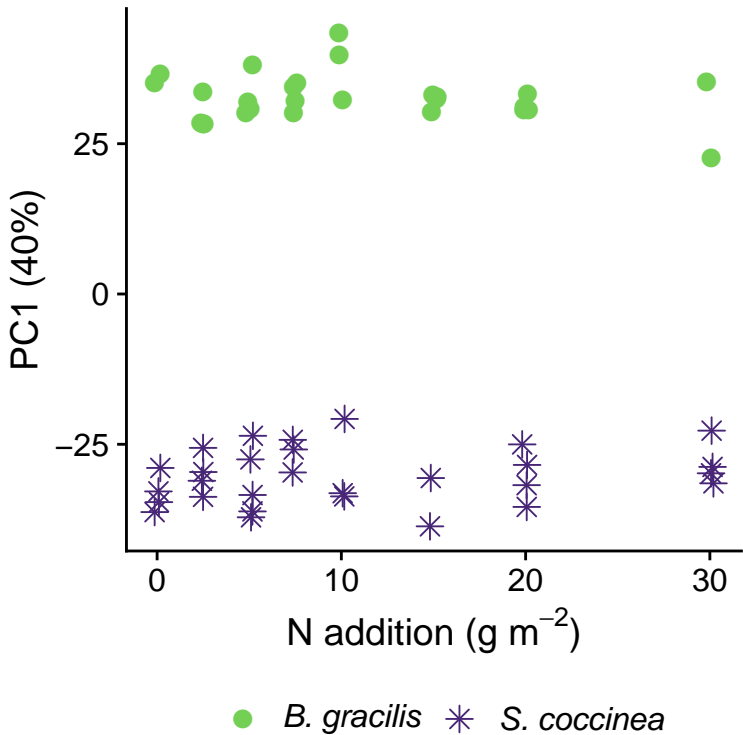 PC1 (40%)
25
0
−25
0 10 20 30
N addition (g m⁻²)
B. gracilis S. coccinea